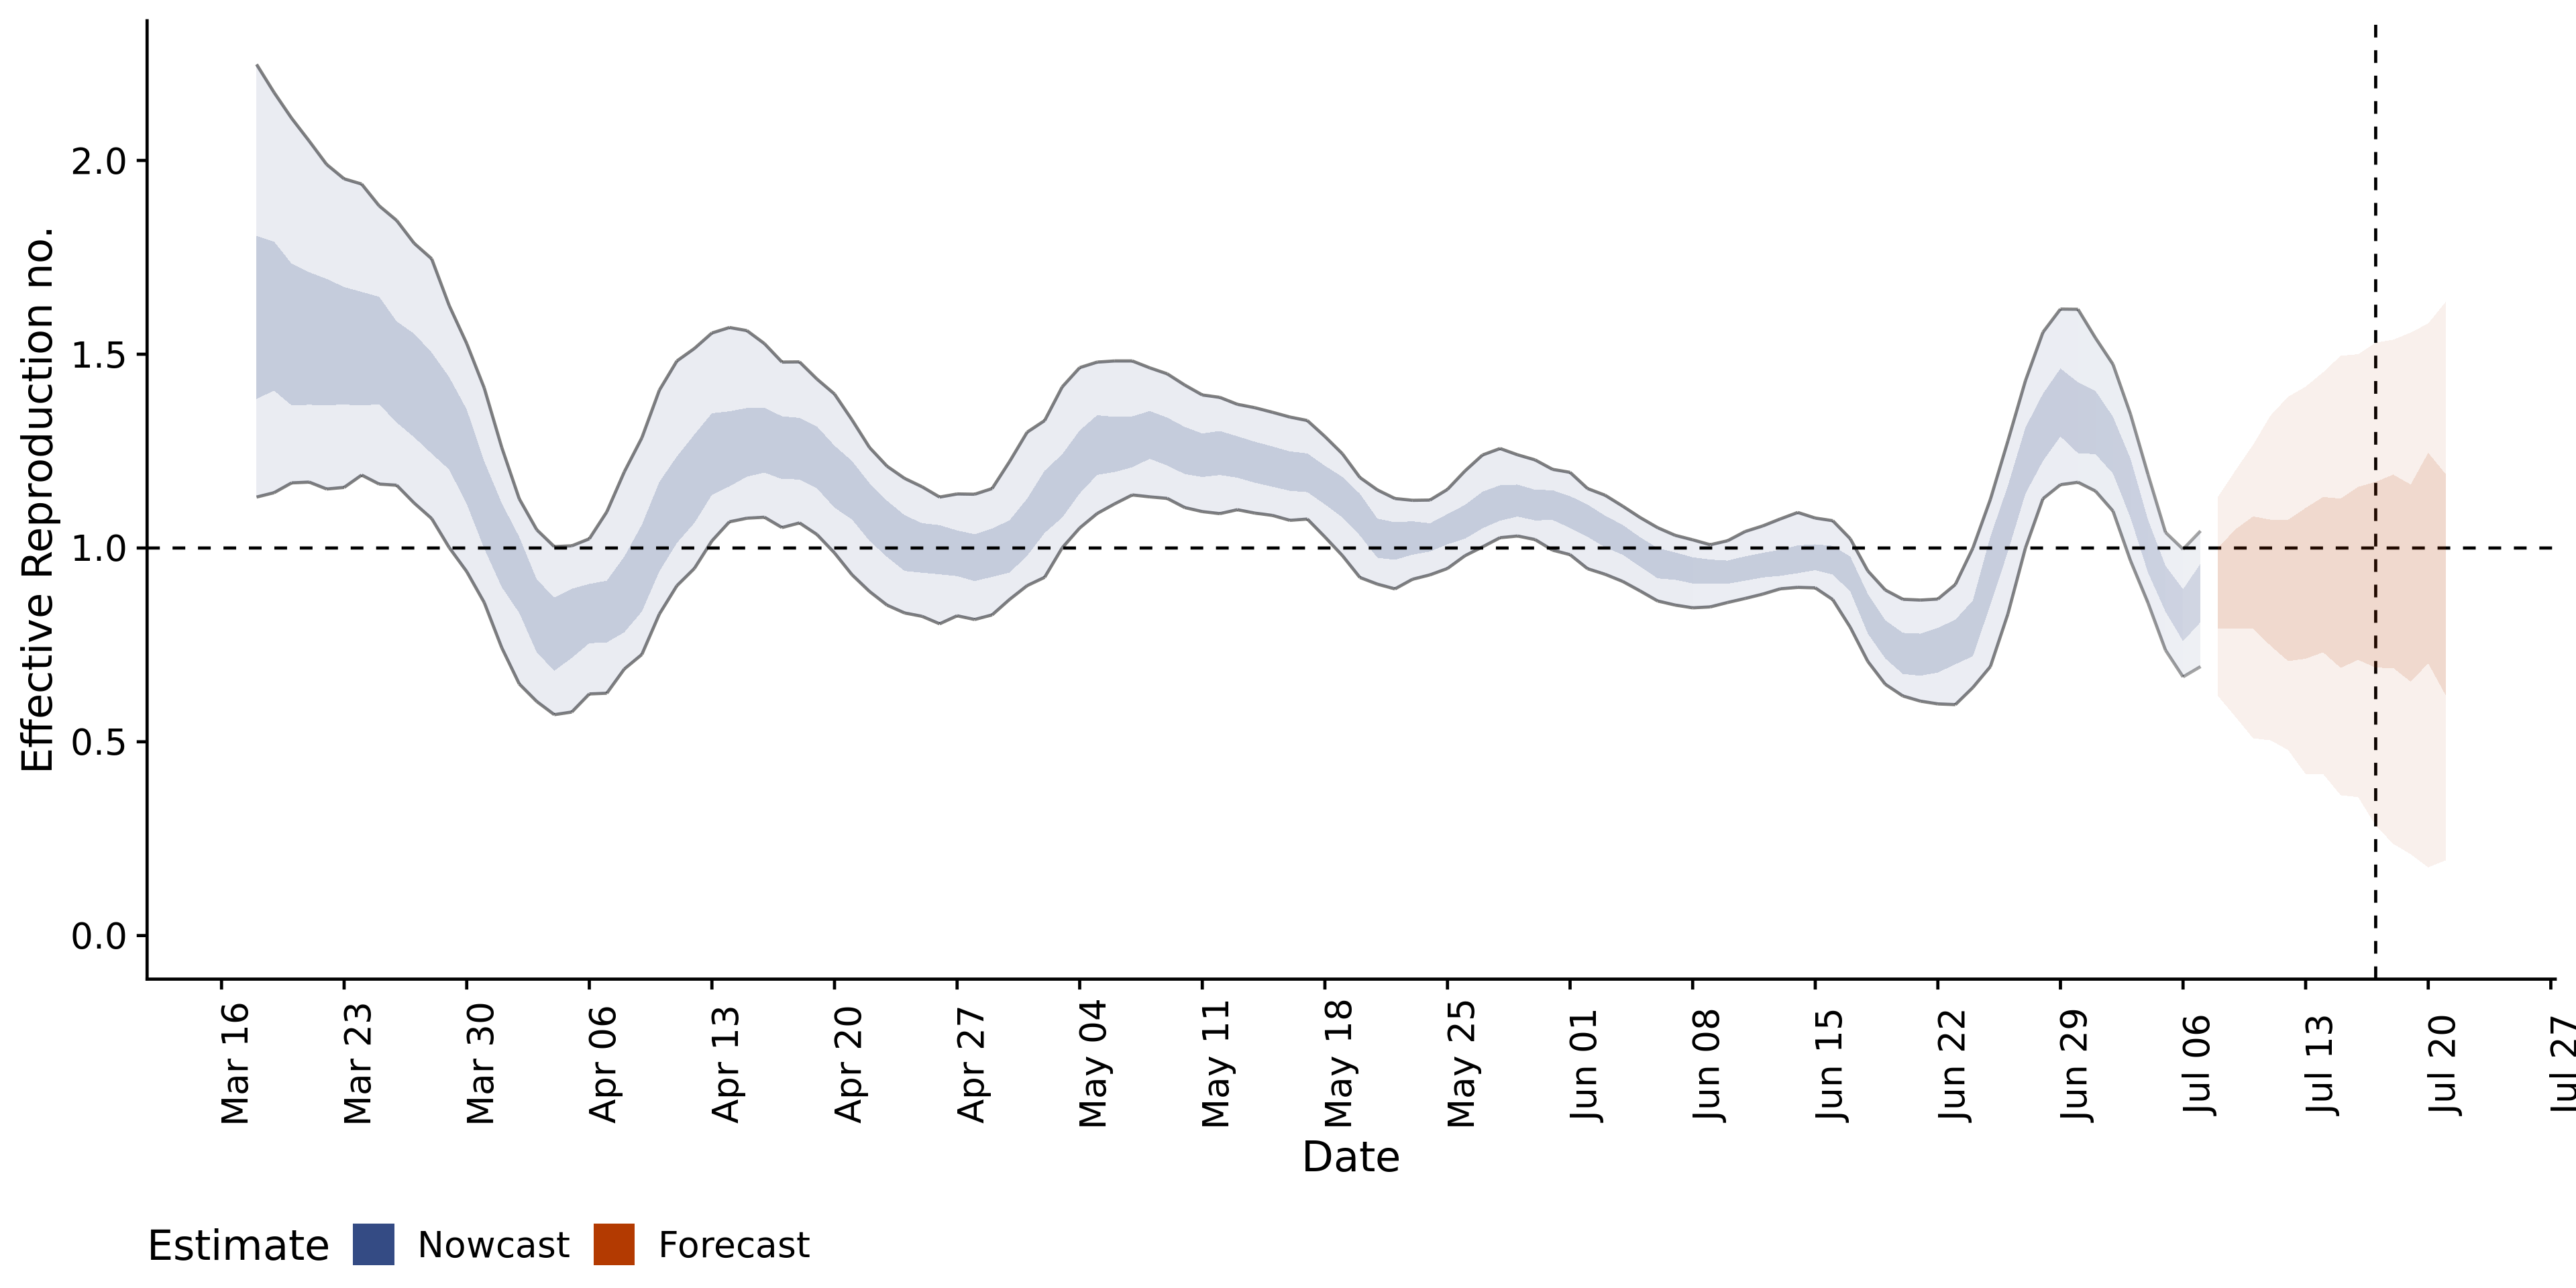 Effective Reproduction no.
2.0
1.5
1.0
0.5
0.0
Mar 16
Mar 23
Mar 30
Apr 06
Apr 13
Apr 20
Apr 27
May 04
May 11
May 18
May 25
Jun 01
Jun 08
Jun 15
Jun 22
Jun 29
Jul 06
Jul 13
Jul 20
Jul 27
Date
Estimate Nowcast Forecast